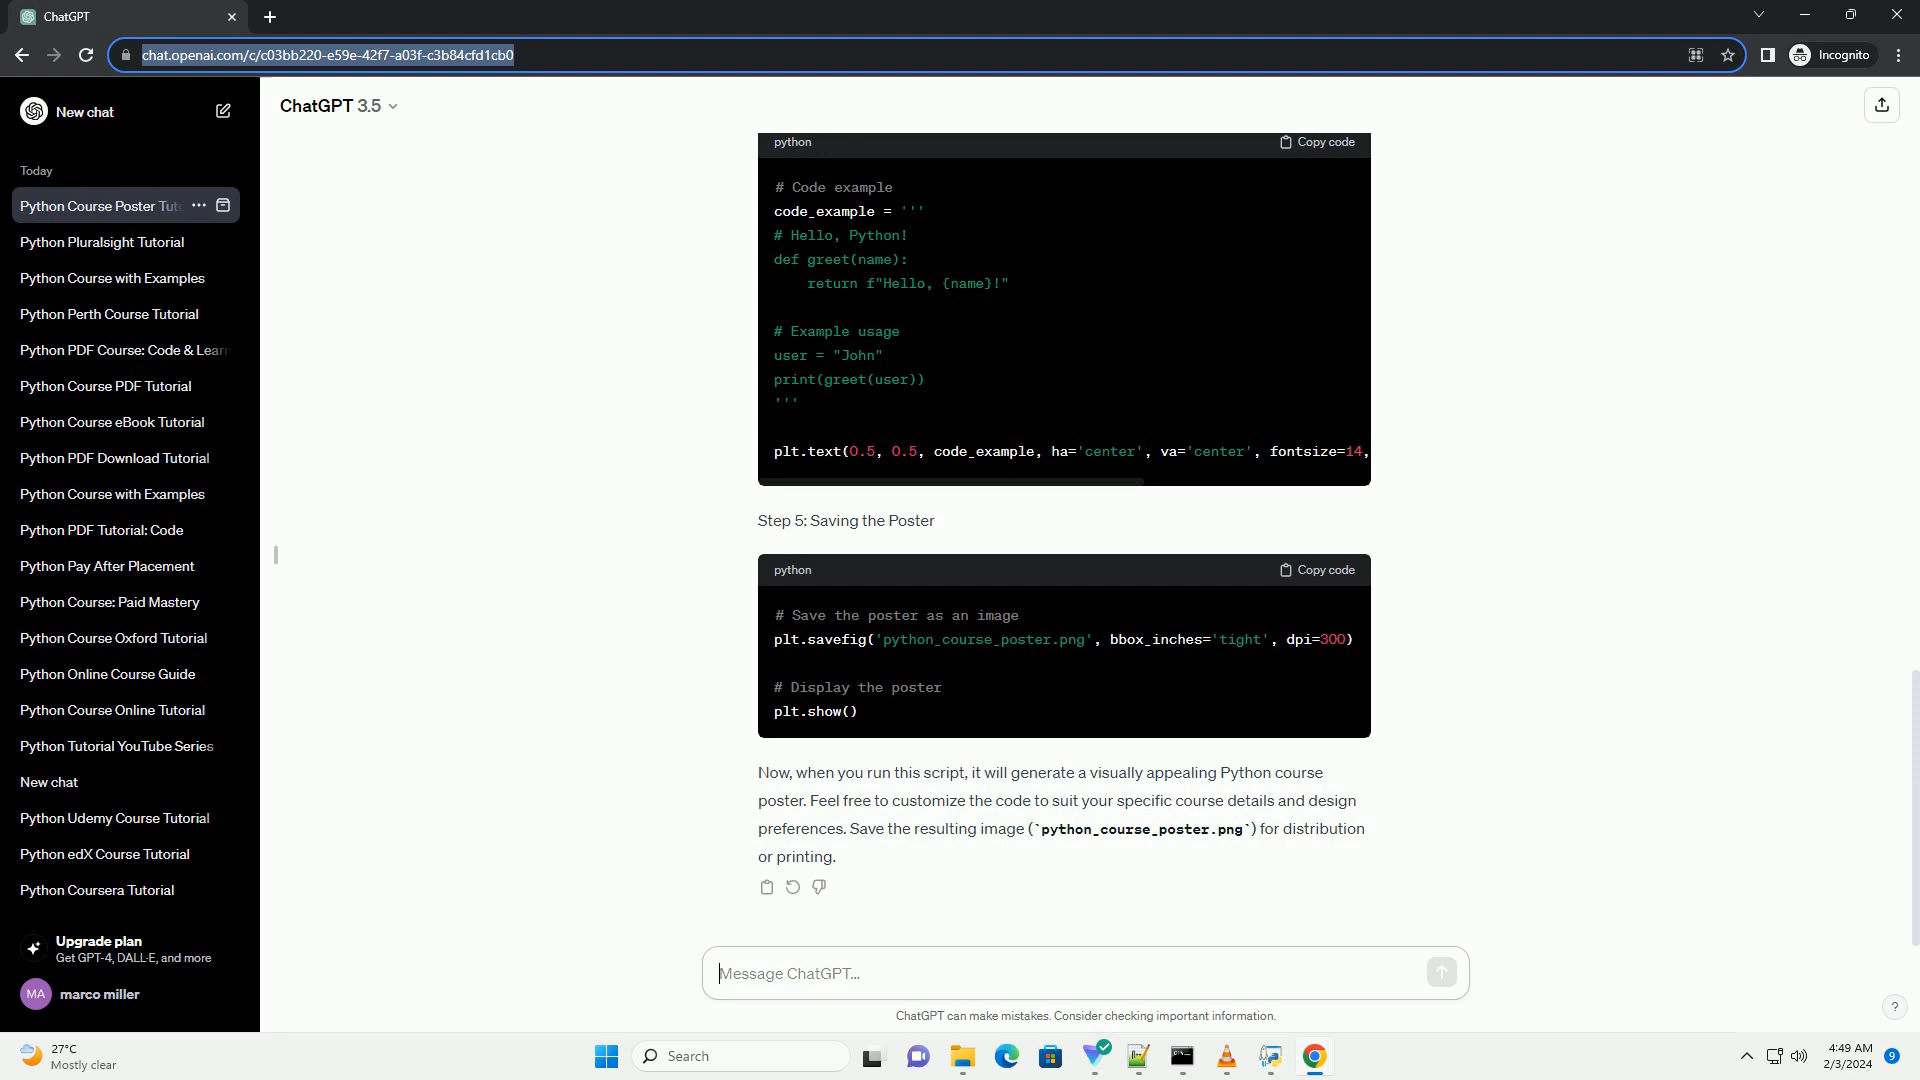 ChatGPT
chat.openai.com/c/c03bb220-e59e-42f7-a03f-c3b84cfd1cb0
Incognito
New chat
Today
Python Course Poster Tut
Python Pluralsight Tutorial
Python Course with Examples
Python Perth Course Tutorial
Python PDF Course: Code & Learn
Python Course PDF Tutorial
Python Course eBook Tutorial
Python PDF Download Tutorial
Python Course with Examples
Python PDF Tutorial: Code
Python Pay After Placement
Python Course: Paid Mastery
Python Course Oxford Tutorial
Python Online Course Guide
Python Course Online Tutorial
Python Tutorial YouTube Series
New chat
Python Udemy Course Tutorial
Python edX Course Tutorial
Python Coursera Tutorial
Upgrade plan
Get GPT-4, DALL·E, and more
MA marco miller
ChatGPT 3.5
python Copy code
# Code example
code_example = '''
# Hello, Python!
def greet(name):
    return f"Hello, {name}!"
# Example usage
user = "John"
print(greet(user))
'''
plt.text(0.5, 0.5, code_example, ha='center', va='center', fontsize=14,
Step 5: Saving the Poster
python Copy code
# Save the poster as an image
plt.savefig('python_course_poster.png', bbox_inches='tight', dpi=300)
# Display the poster
plt.show()
Now, when you run this script, it will generate a visually appealing Python course
poster. Feel free to customize the code to suit your specific course details and design
preferences. Save the resulting image (`python_course_poster.png`) for distribution
or printing.
Message ChatGPT...
ChatGPT can make mistakes. Consider checking important information.
?
27°C
Mostly clear
Search
4:49 AM
2/3/2024
9